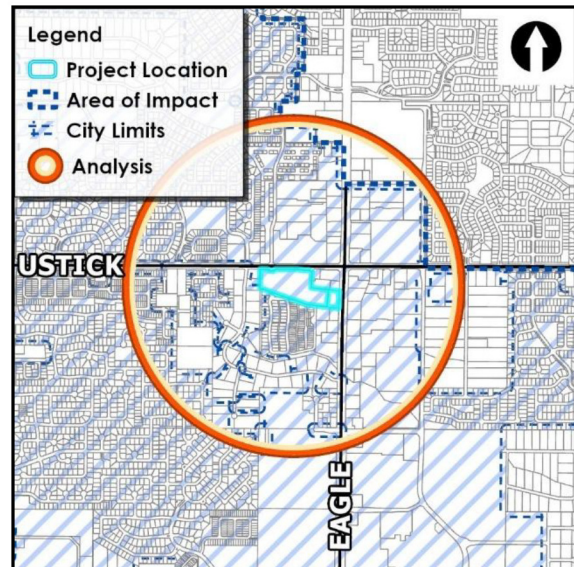 Legend
Project Location
Area of Impact
City Limits
Analysis
USTICK
EAGLE